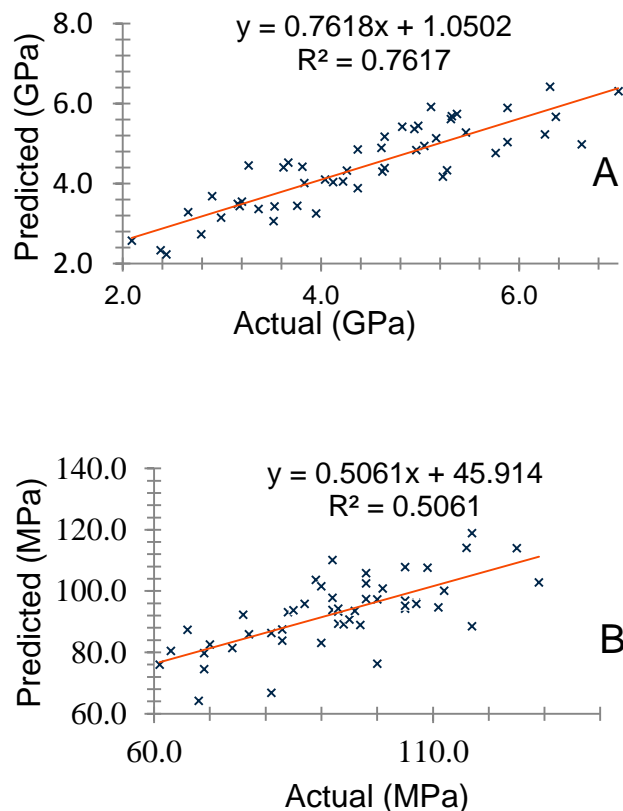 8.0
y = 0.7618x + 1.0502
R² = 0.7617
6.0
4.0
2.0
Predicted (GPa)
A
2.0 4.0 6.0
Actual (GPa)
140.0
y = 0.5061x + 45.914
R² = 0.5061
120.0
100.0
80.0
60.0
Predicted (MPa)
B
60.0 110.0
Actual (MPa)